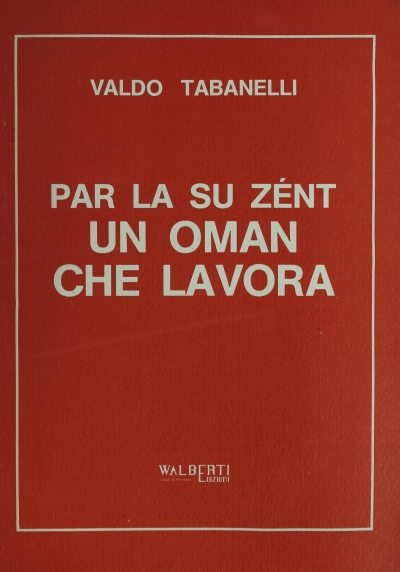 VALDO TABANELLI
PAR LA SU ZÉNT
UN OMAN
CHE LAVORA
WALBERTI
EDIZIONI